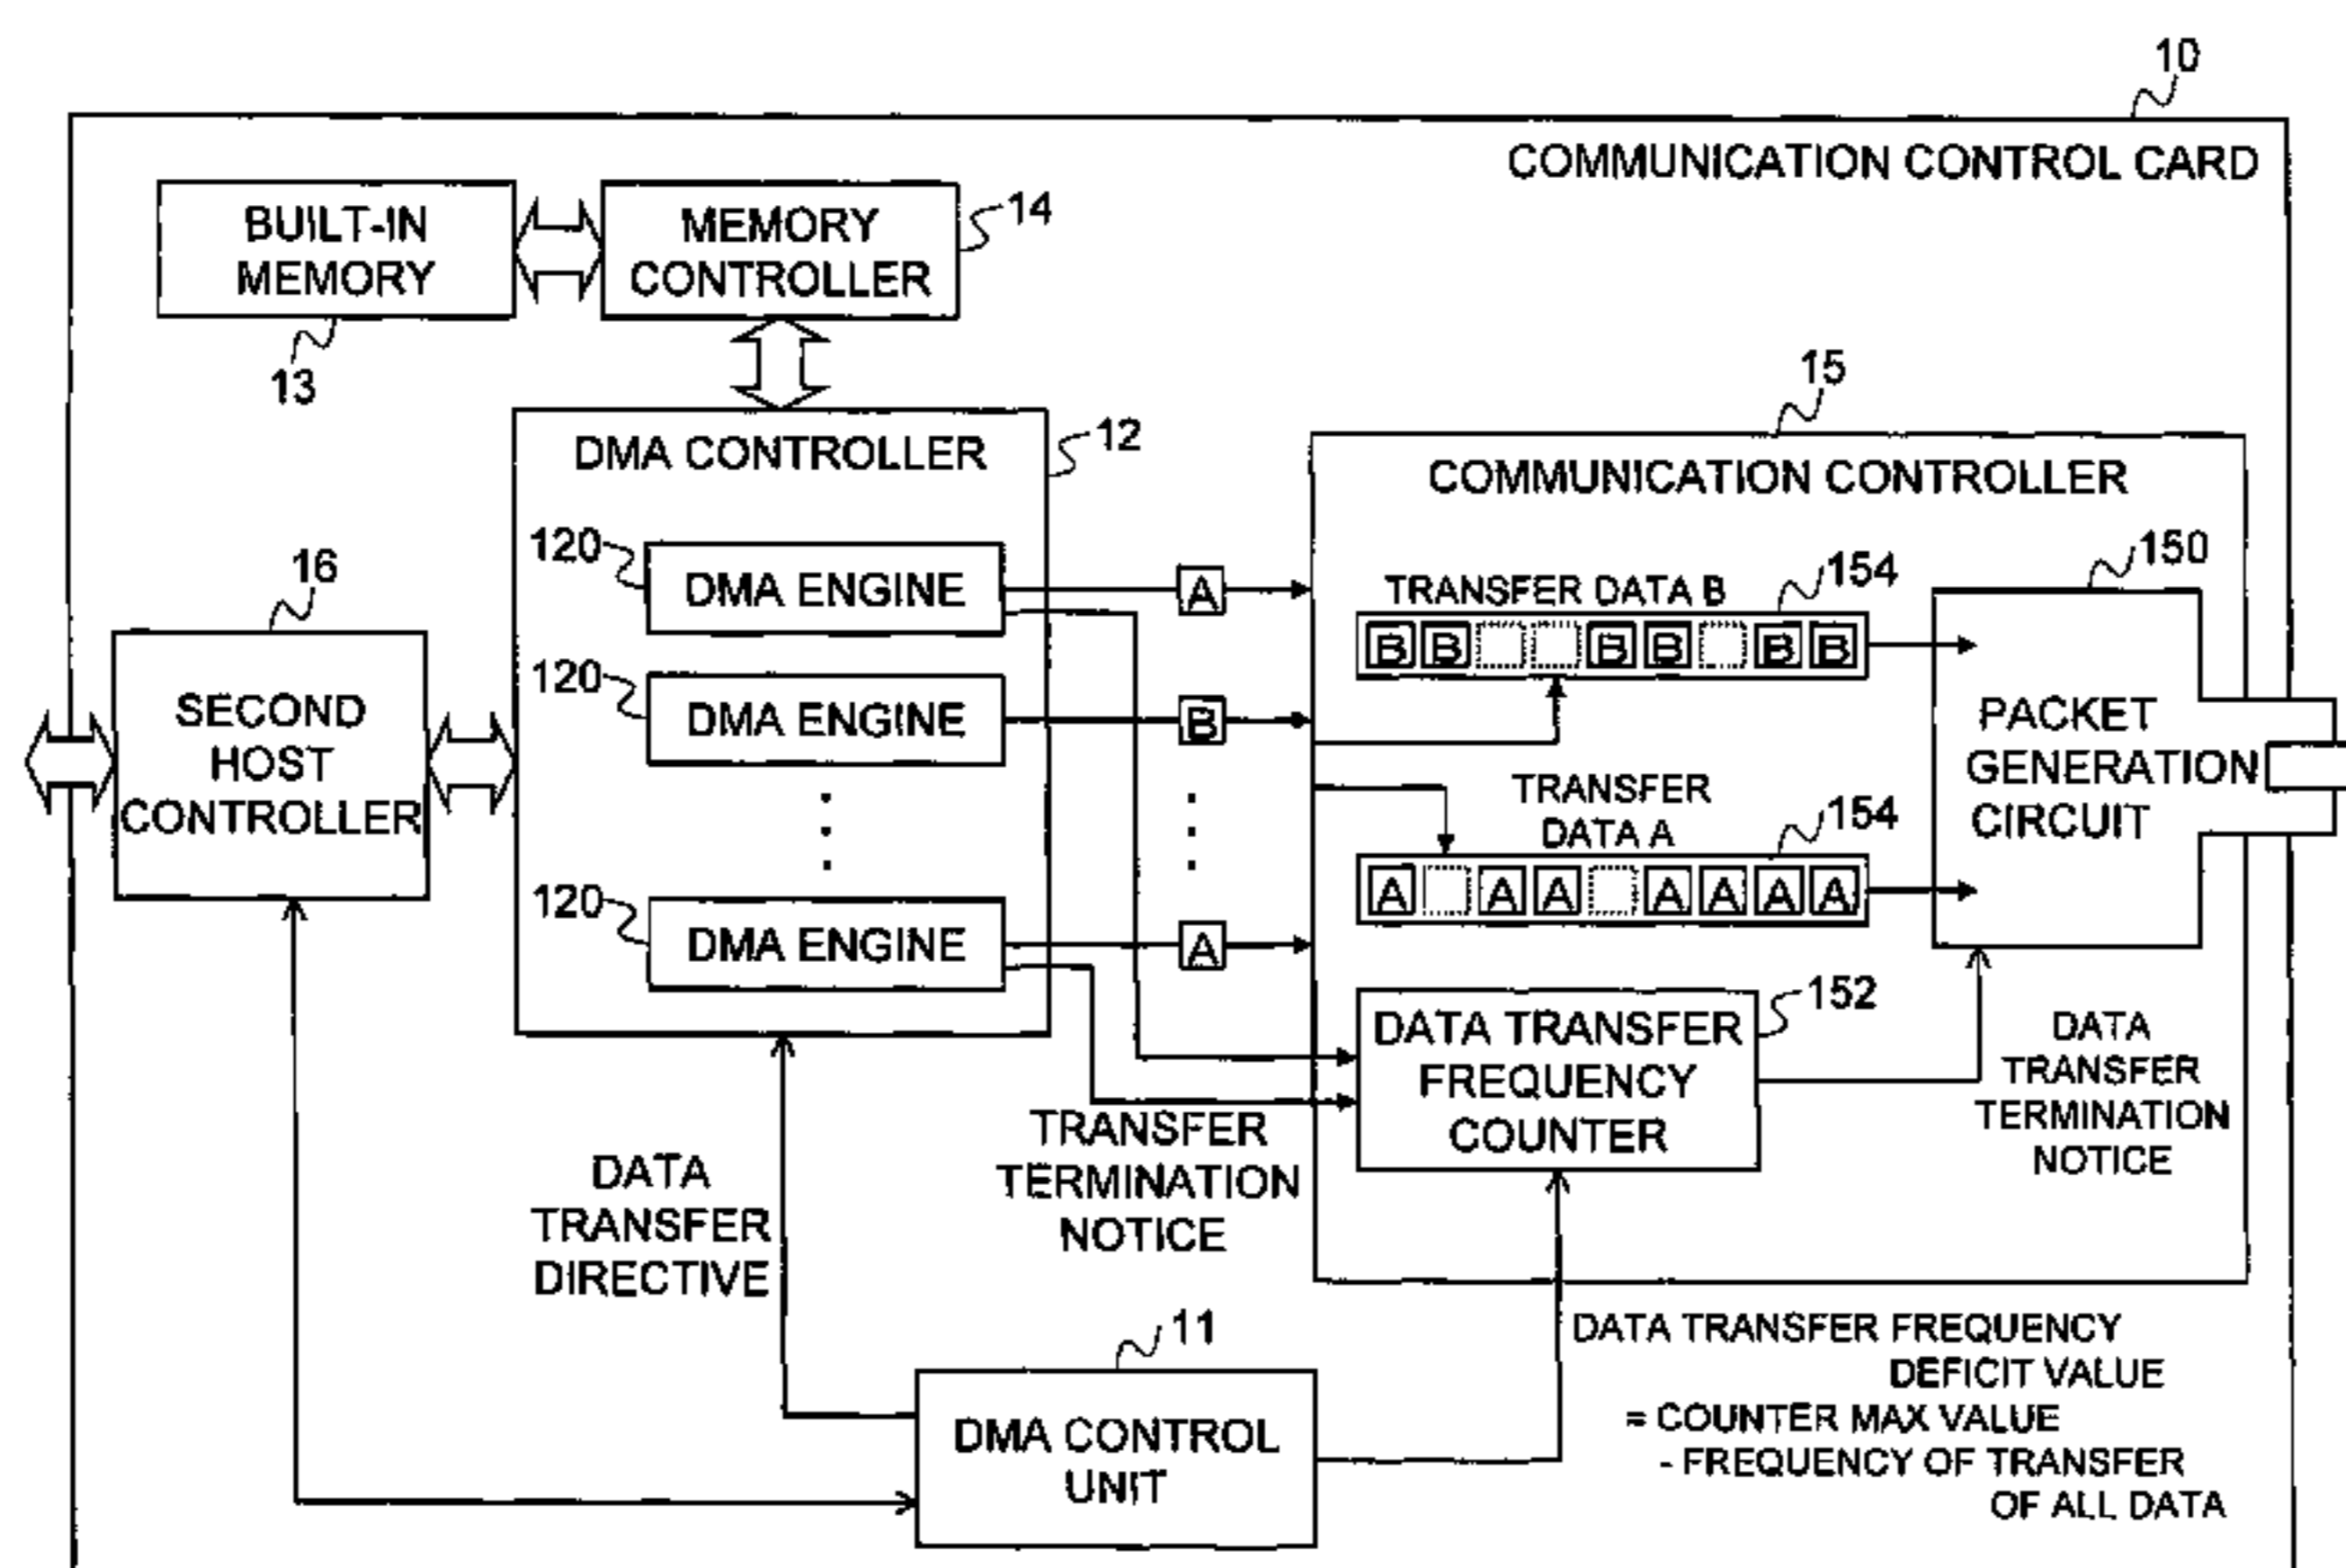 10
COMMUNICATION CONTROL CARD
BUILT-IN
MEMORY
13
MEMORY
CONTROLLER
14
DMA CONTROLLER
12
120
DMA ENGINE
120
DMA ENGINE
120
DMA ENGINE
A
B
A
16
SECOND
HOST
CONTROLLER
15
COMMUNICATION CONTROLLER
TRANSFER DATA B
154
B B B B B B
TRANSFER
DATA A
154
A A A A A A A
150
PACKET
GENERATION
CIRCUIT
152
DATA TRANSFER
FREQUENCY
COUNTER
DATA
TRANSFER
TERMINATION
NOTICE
TRANSFER
TERMINATION
NOTICE
DATA
TRANSFER
DIRECTIVE
11
DMA CONTROL
UNIT
DATA TRANSFER FREQUENCY
DEFICIT VALUE
= COUNTER MAX VALUE
- FREQUENCY OF TRANSFER
OF ALL DATA